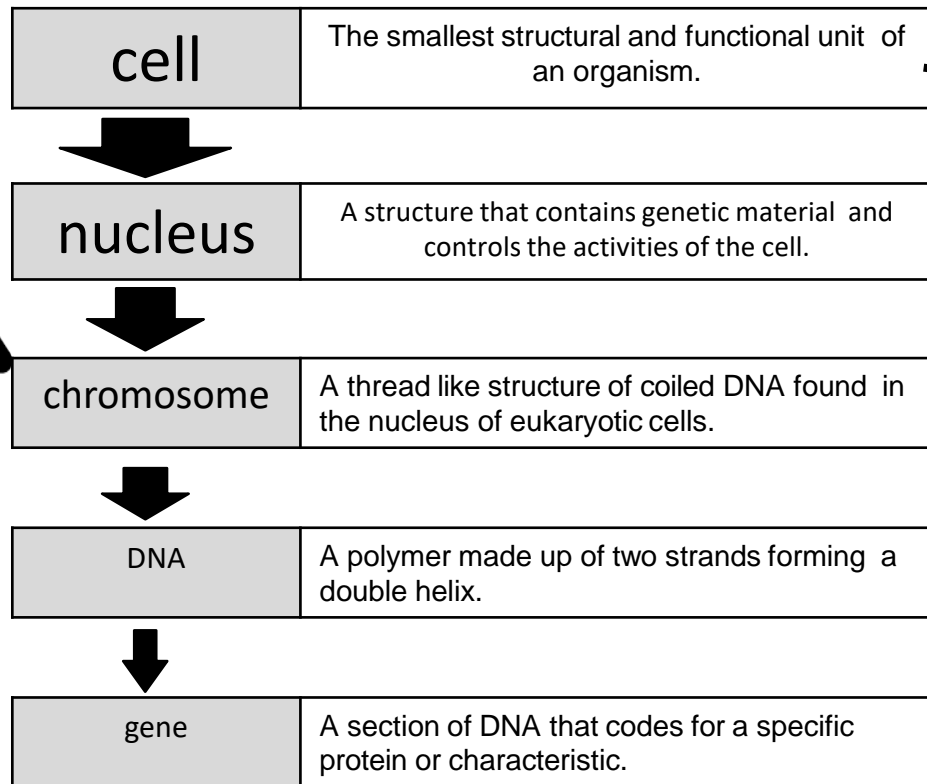 cell
The smallest structural and functional unit of
an organism.
nucleus
A structure that contains genetic material and
controls the activities of the cell.
chromosome
A thread like structure of coiled DNA found in
the nucleus of eukaryotic cells.
DNA
A polymer made up of two strands forming a
double helix.
gene
A section of DNA that codes for a specific
protein or characteristic.